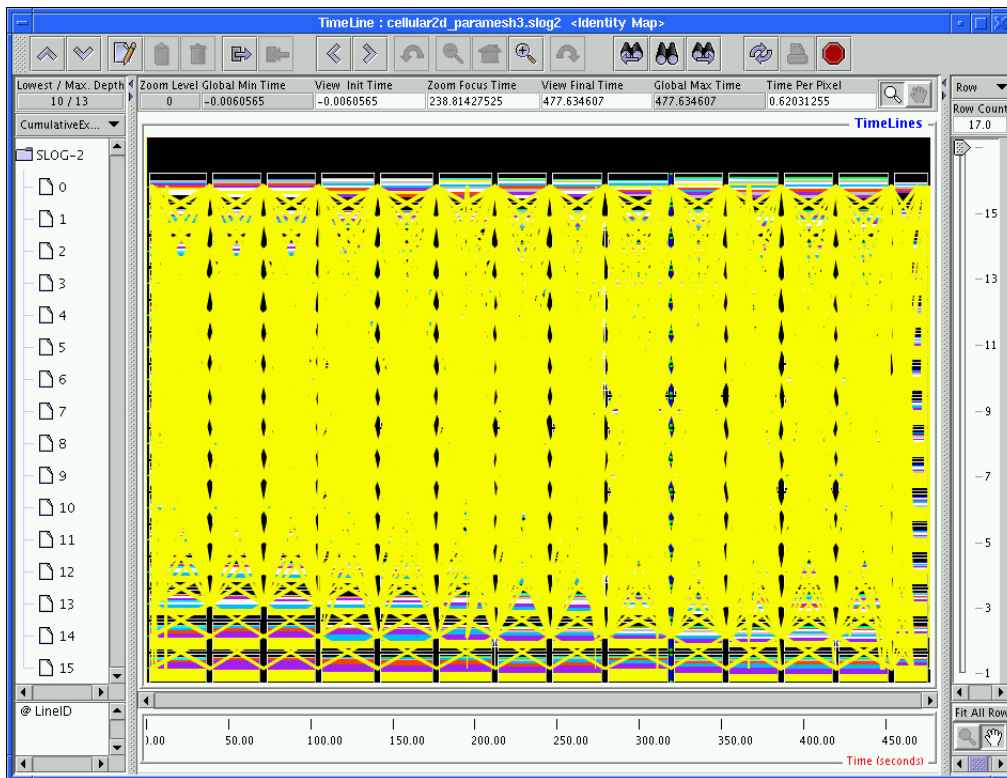 TimeLine : cellular2d_paramesh3.slog2 <Identity Map>
Lowest / Max. Depth
10 / 13
Zoom Level
0
Global Min Time
-0.0060565
View Init Time
-0.0060565
Zoom Focus Time
238.81427525
View Final Time
477.634607
Global Max Time
477.634607
Time Per Pixel
0.62031255
Row
Row Count
17.0
CumulativeEx...
TimeLines
SLOG-2
0
1
2
3
4
5
6
7
8
9
10
11
12
13
14
15
15
13
11
9
7
5
3
1
@ LineID
0.00
50.00
100.00
150.00
200.00
250.00
300.00
350.00
400.00
450.00
Time (seconds)
Fit All Row